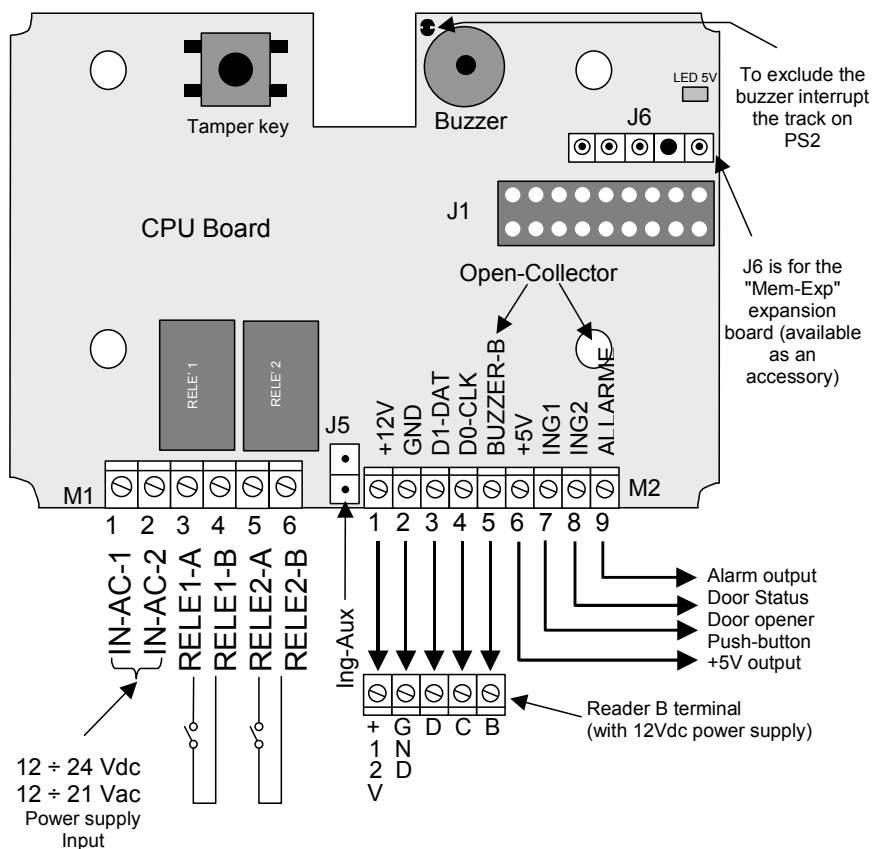 LED 5V
To exclude the
buzzer interrupt
the track on
PS2
Tamper key
Buzzer
J6
J1
CPU Board
Open-Collector
J6 is for the
"Mem-Exp"
expansion
board (available
as an
accessory)
RELE' 1
RELE' 2
J5
+12V
GND
D1-DAT
D0-CLK
BUZZER-B
+5V
ING1
ING2
ALLARME
M1
M2
1 2 3 4 5 6
1 2 3 4 5 6 7 8 9
IN-AC-1
IN-AC-2
RELE1-A
RELE1-B
RELE2-A
RELE2-B
Ing-Aux
Alarm output
Door Status
Door opener
Push-button
+5V output
Reader B terminal
(with 12Vdc power supply)
+12V
GND
D
C
B
12 ÷ 24 Vdc
12 ÷ 21 Vac
Power supply
Input